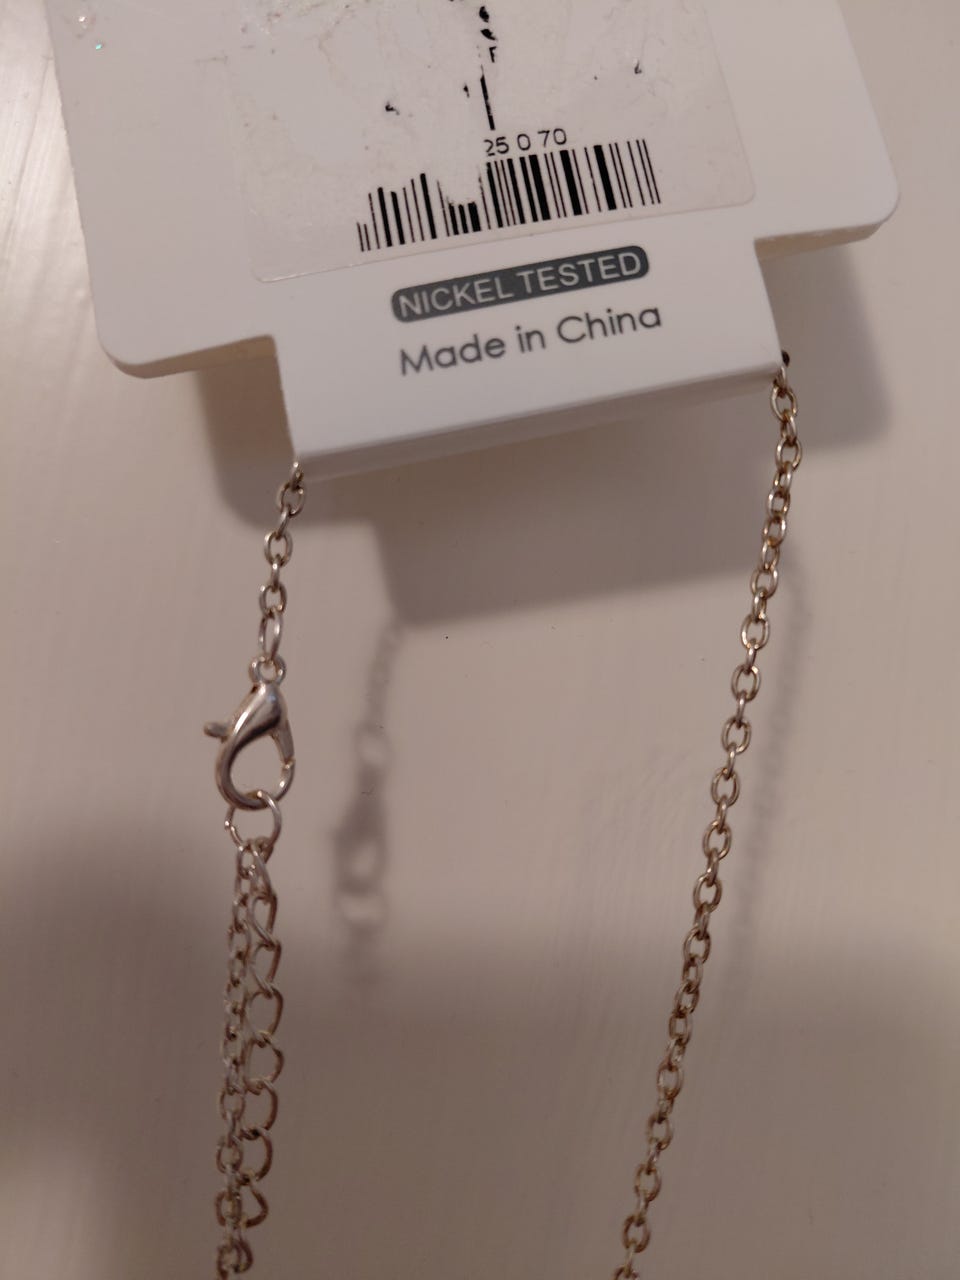 25 0 70
NICKEL TESTED
Made in China